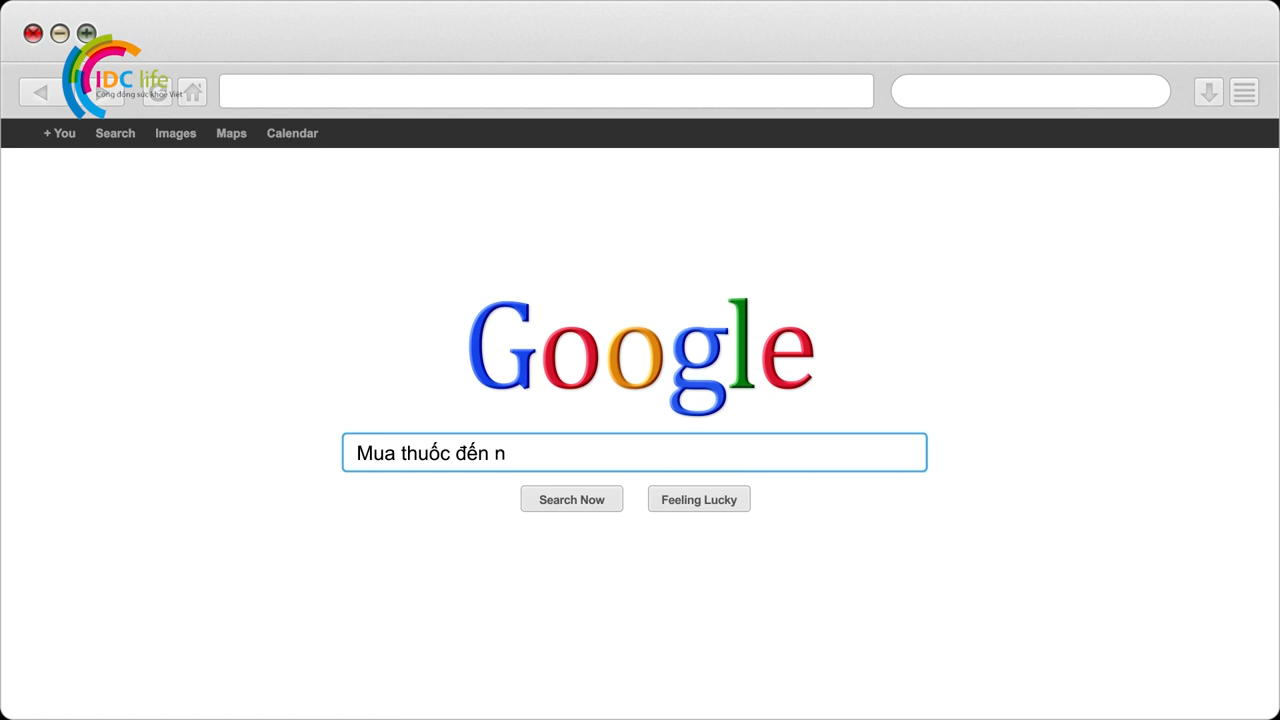 IDC life
Cộng đồng sức khỏe Việt
+ You Search Images Maps Calendar
Google
Mua thuốc đến n
Search Now Feeling Lucky